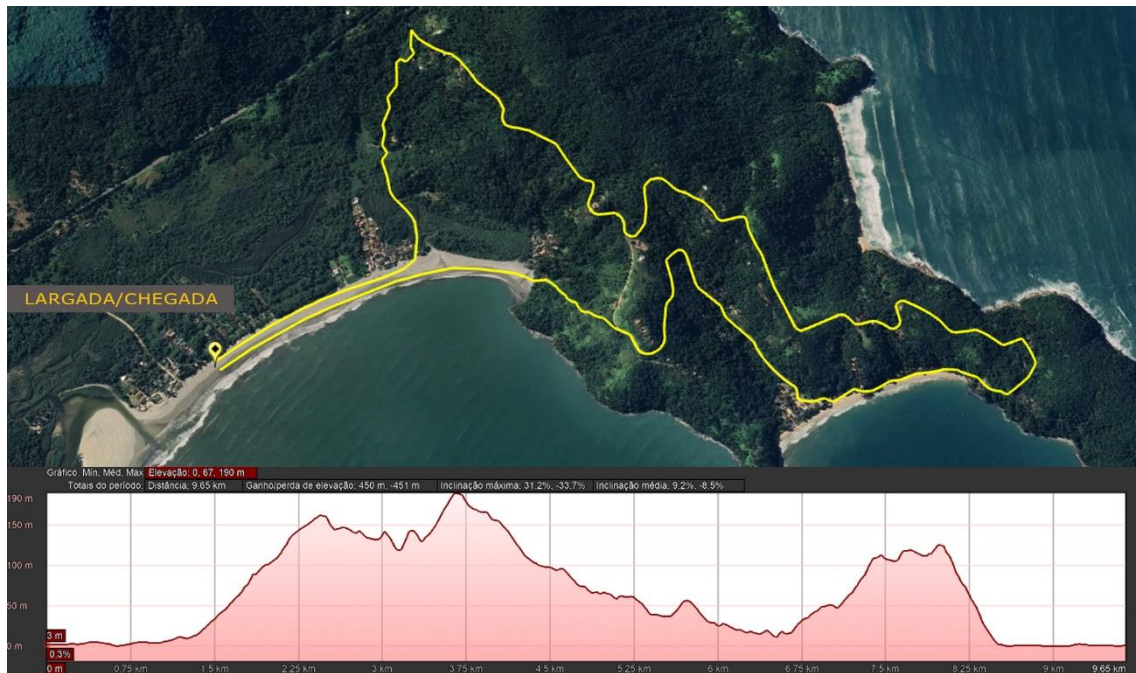 LARGADA/CHEGADA
Gráfico: Mín, Méd, Máx Elevação: 0, 67, 190 m
Totais do período: Distância: 9.65 km Ganho/perda de elevação: 450 m, -451 m Inclinação máxima: 31.2%, -33.7% Inclinação média: 9.2%, -8.5%
190 m
150 m
100 m
50 m
3 m
0 m
0.3%
0 m 0.75 km 1.5 km 2.25 km 3 km 3.75 km 4.5 km 5.25 km 6 km 6.75 km 7.5 km 8.25 km 9 km 9.65 km